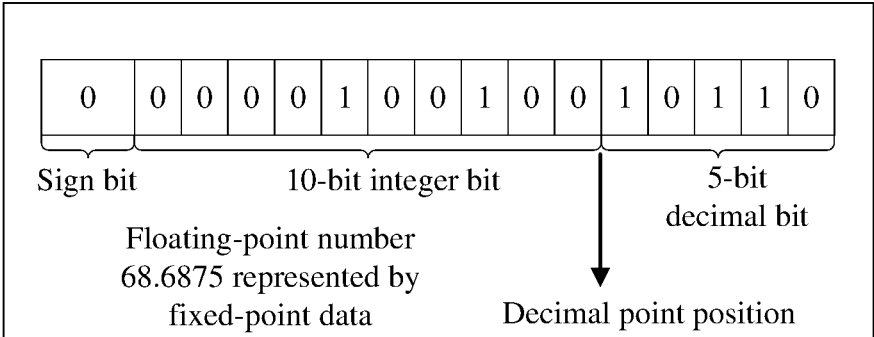 0 0 0 0 0 1 0 0 1 0 0 1 0 1 1 0
Sign bit
10-bit integer bit
5-bit
decimal bit
Floating-point number
68.6875 represented by
fixed-point data
Decimal point position